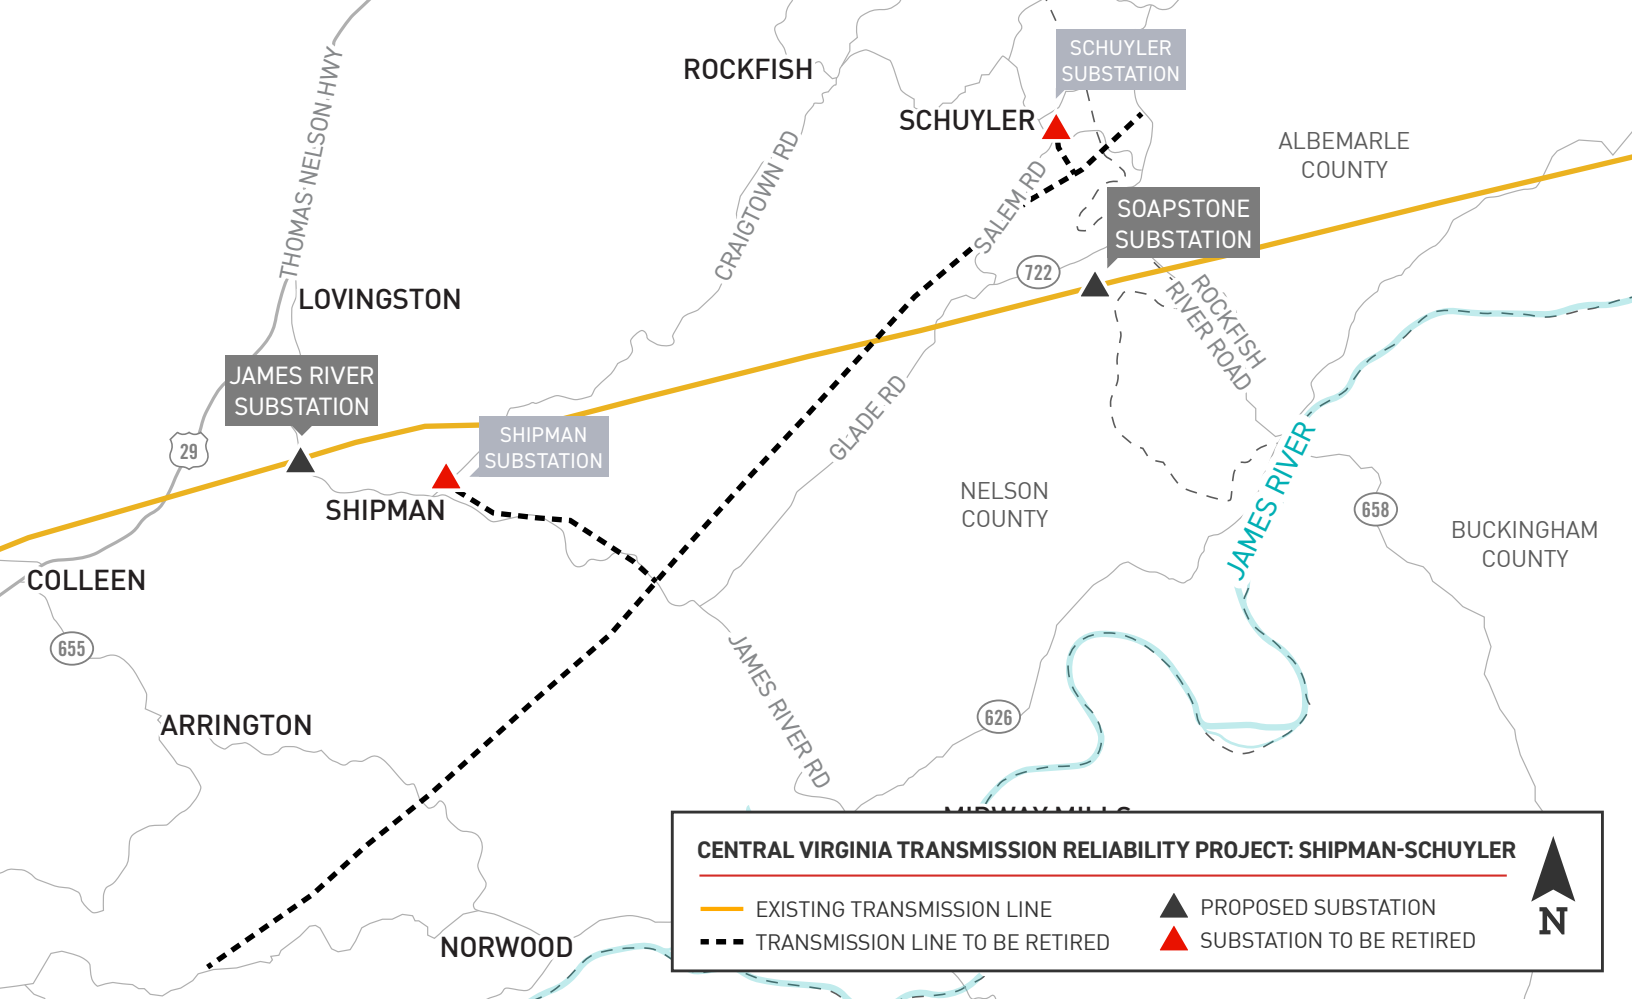 SCHUYLER
SUBSTATION
ROCKFISH
SCHUYLER
THOMAS NELSON HWY
CRAIGTOWN RD
ALBEMARLE
COUNTY
SALEM RD
SOAPSTONE
SUBSTATION
722
LOVINGSTON
ROCKFISH
RIVER ROAD
JAMES RIVER
SUBSTATION
GLADE RD
SHIPMAN
SUBSTATION
29
JAMES RIVER
NELSON
COUNTY
SHIPMAN
658
BUCKINGHAM
COUNTY
COLLEEN
655
JAMES RIVER RD
ARRINGTON
626
MIDWAY MILLS
CENTRAL VIRGINIA TRANSMISSION RELIABILITY PROJECT: SHIPMAN-SCHUYLER
EXISTING TRANSMISSION LINE
PROPOSED SUBSTATION
TRANSMISSION LINE TO BE RETIRED
SUBSTATION TO BE RETIRED
N
NORWOOD